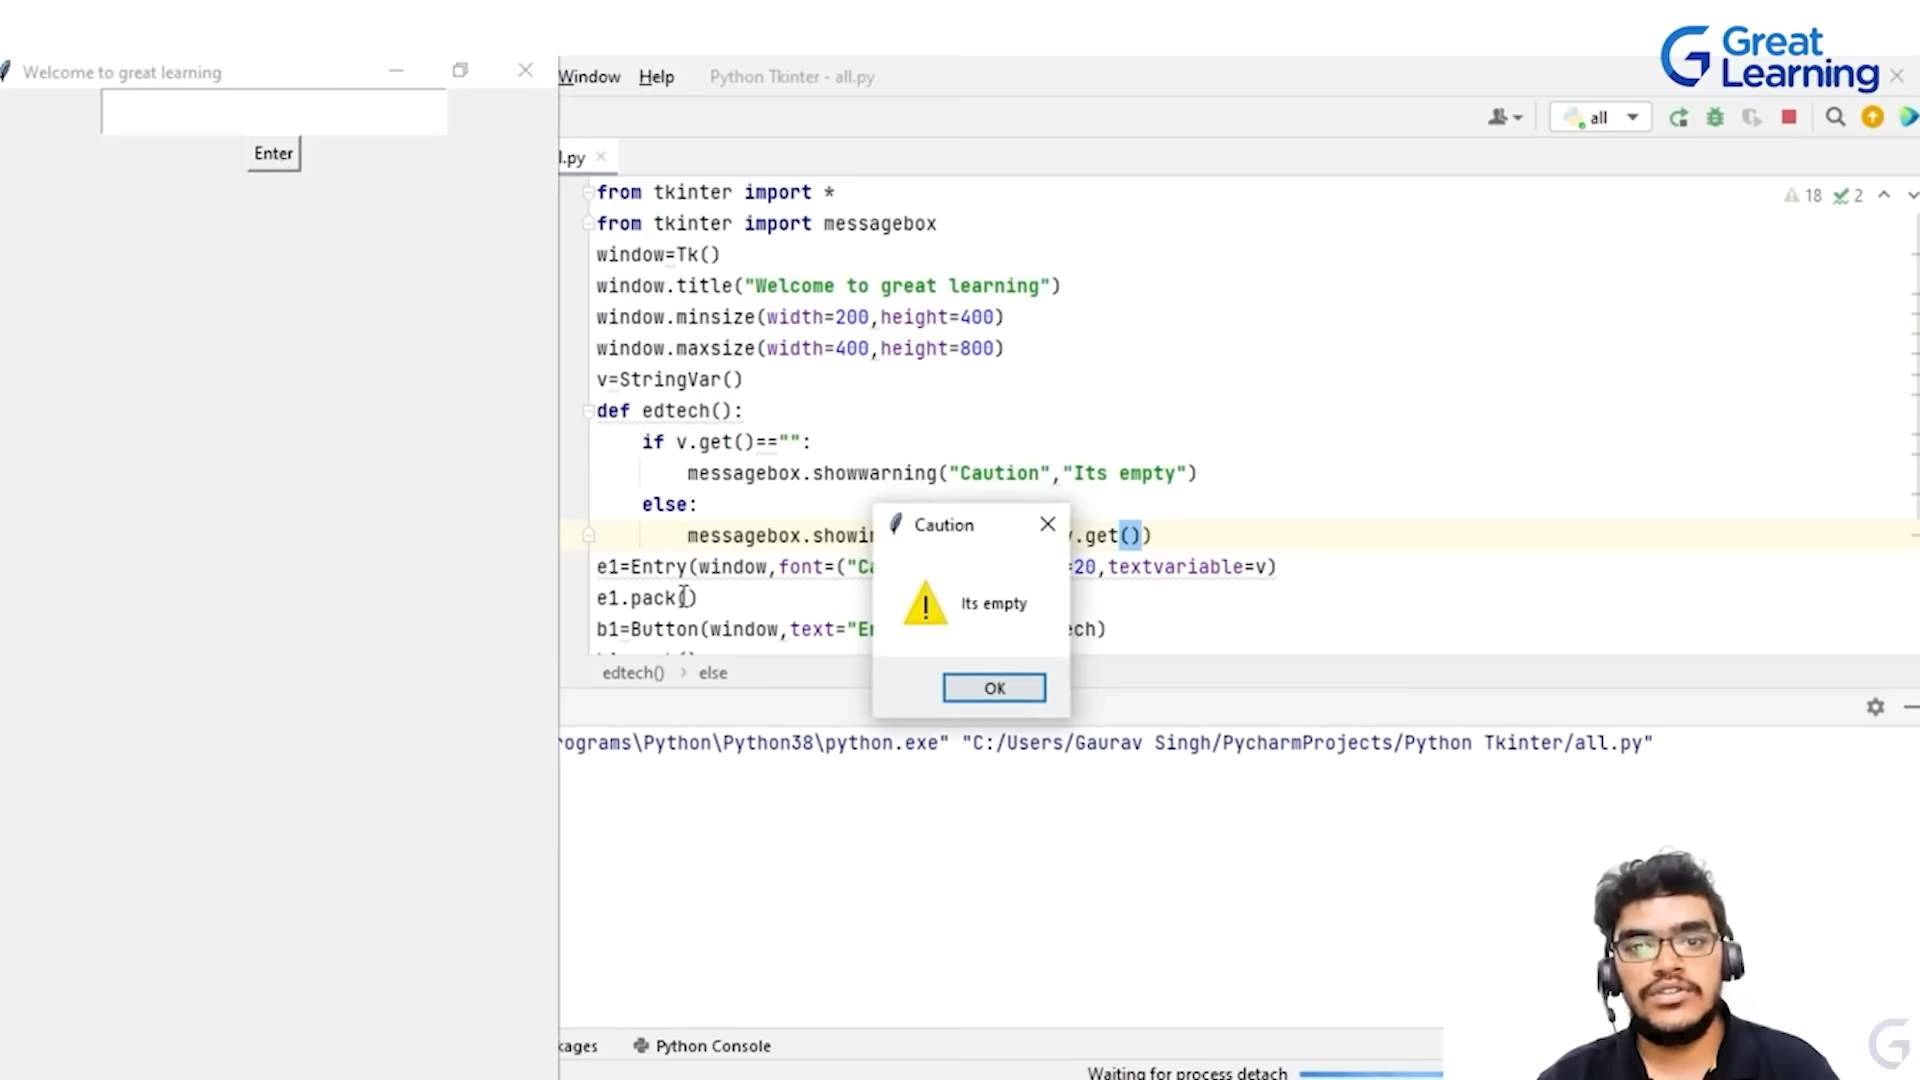 Great
Learning
Welcome to great learning
Enter
Window Help Python Tkinter - all.py
all
l.py
18 2
from tkinter import *
from tkinter import messagebox
window=Tk()
window.title("Welcome to great learning")
window.minsize(width=200,height=400)
window.maxsize(width=400,height=800)
v=StringVar()
def edtech():
if v.get()=="":
messagebox.showwarning("Caution","Its empty")
else:
messagebox.showin .get())
e1=Entry(window,font=("Ca =20,textvariable=v)
e1.pack()
b1=Button(window,text="En ech)
edtech() › else
Caution
Its empty
OK
rograms\Python\Python38\python.exe" "C:/Users/Gaurav Singh/PycharmProjects/Python Tkinter/all.py"
kages Python Console
Waiting for process detach